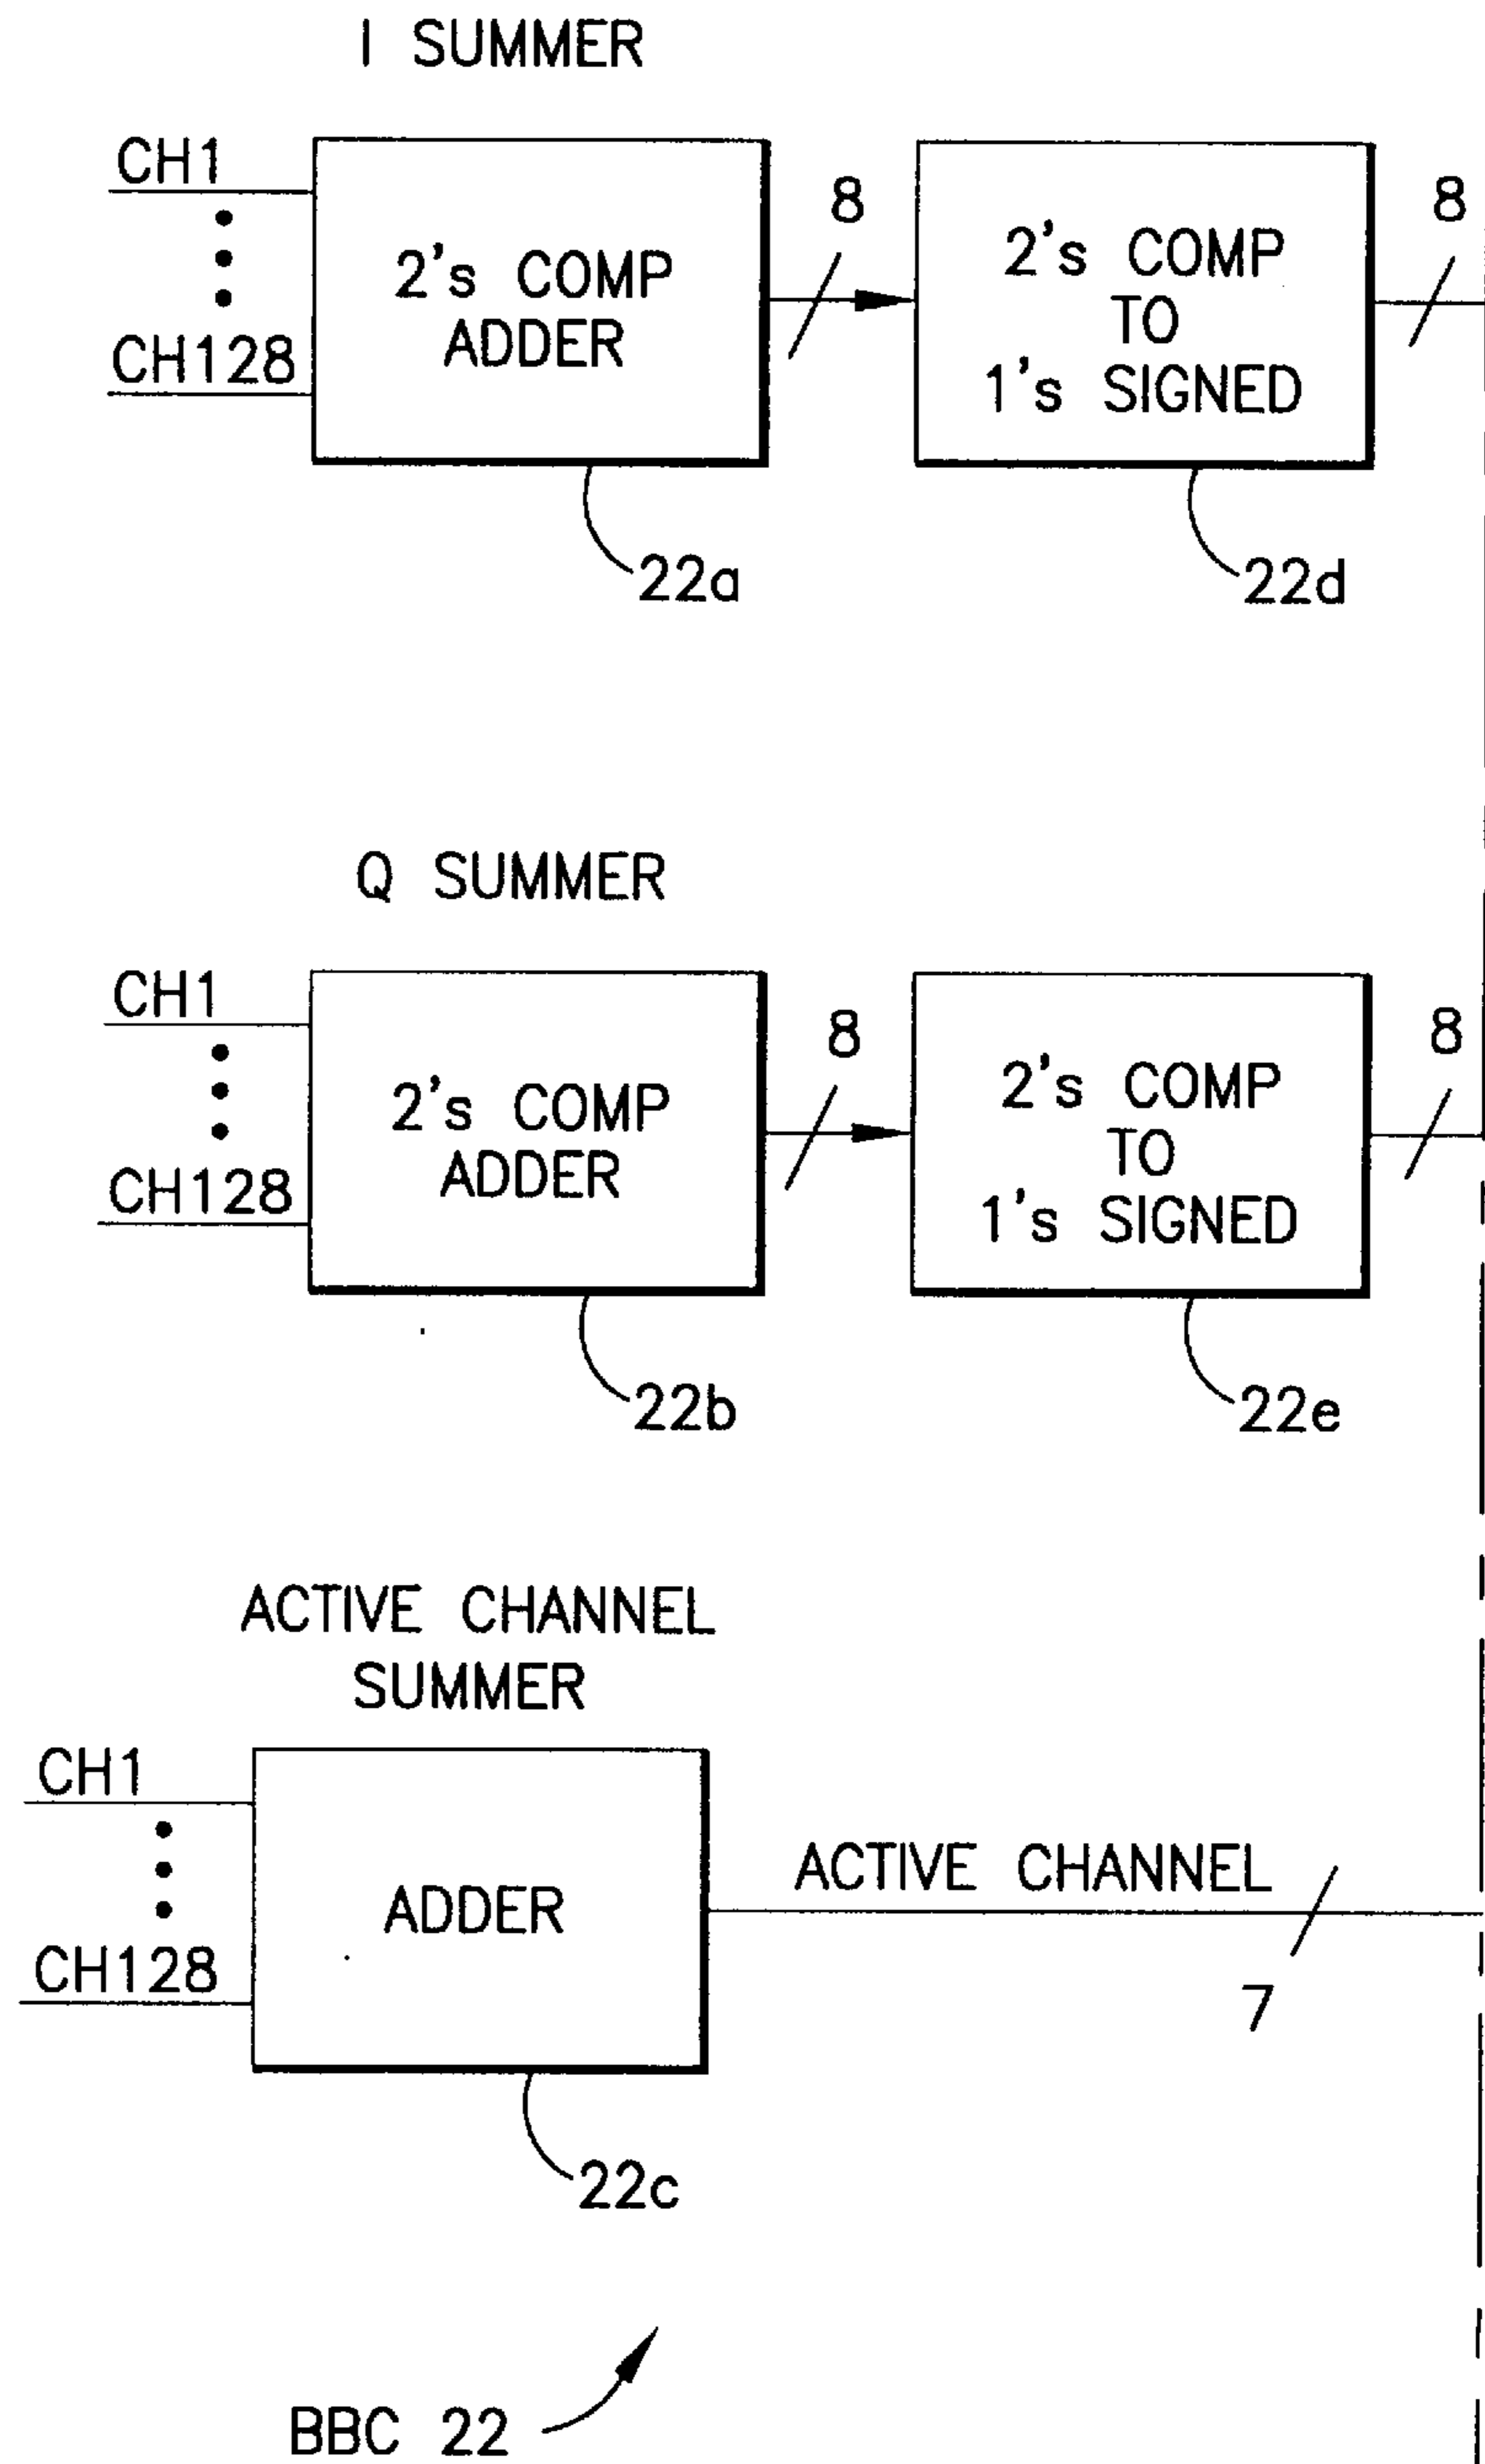 I SUMMER
CH1
CH128
2's COMP
ADDER
8
2's COMP
TO
1's SIGNED
8
22a
22d
Q SUMMER
CH1
CH128
2's COMP
ADDER
8
2's COMP
TO
1's SIGNED
8
22b
22e
ACTIVE CHANNEL
SUMMER
CH1
CH128
ADDER
ACTIVE CHANNEL
7
22c
BBC 22